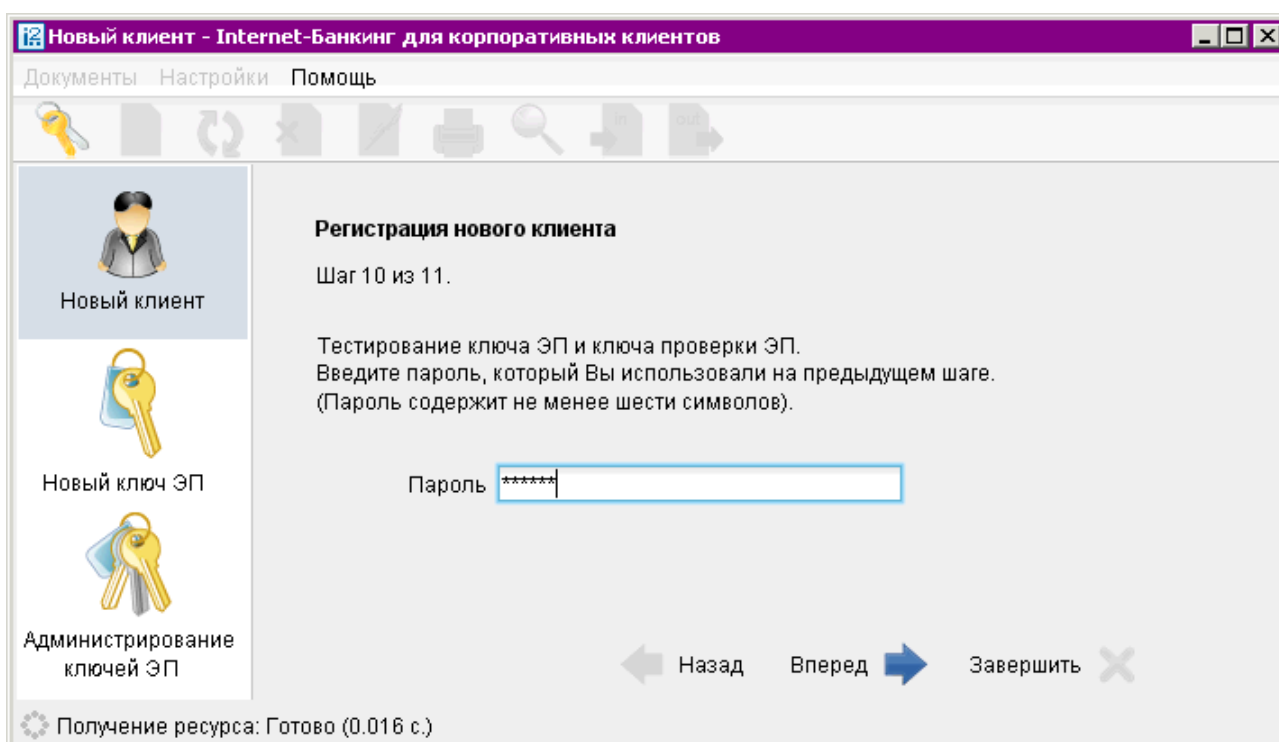 Новый клиент - Internet-Банкинг для корпоративных клиентов
Документы Настройки Помощь
in out
Новый клиент
Новый ключ ЭП
Администрирование
ключей ЭП
Регистрация нового клиента
Шаг 10 из 11.
Тестирование ключа ЭП и ключа проверки ЭП.
Введите пароль, который Вы использовали на предыдущем шаге.
(Пароль содержит не менее шести символов).
Пароль ******
Назад Вперед Завершить
Получение ресурса: Готово (0.016 с.)